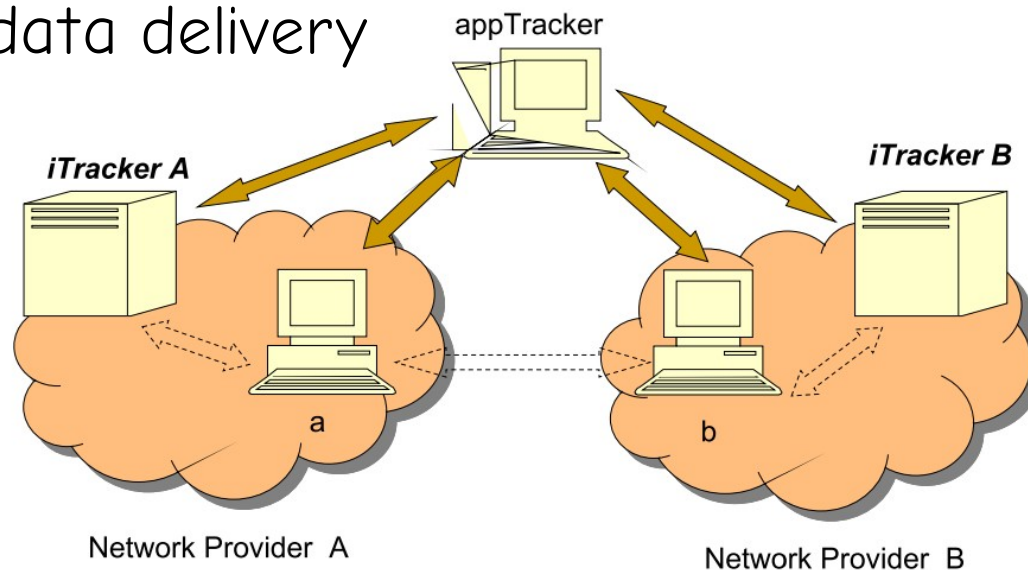 data delivery
appTracker
iTracker A
iTracker B
a
b
Network Provider A
Network Provider B